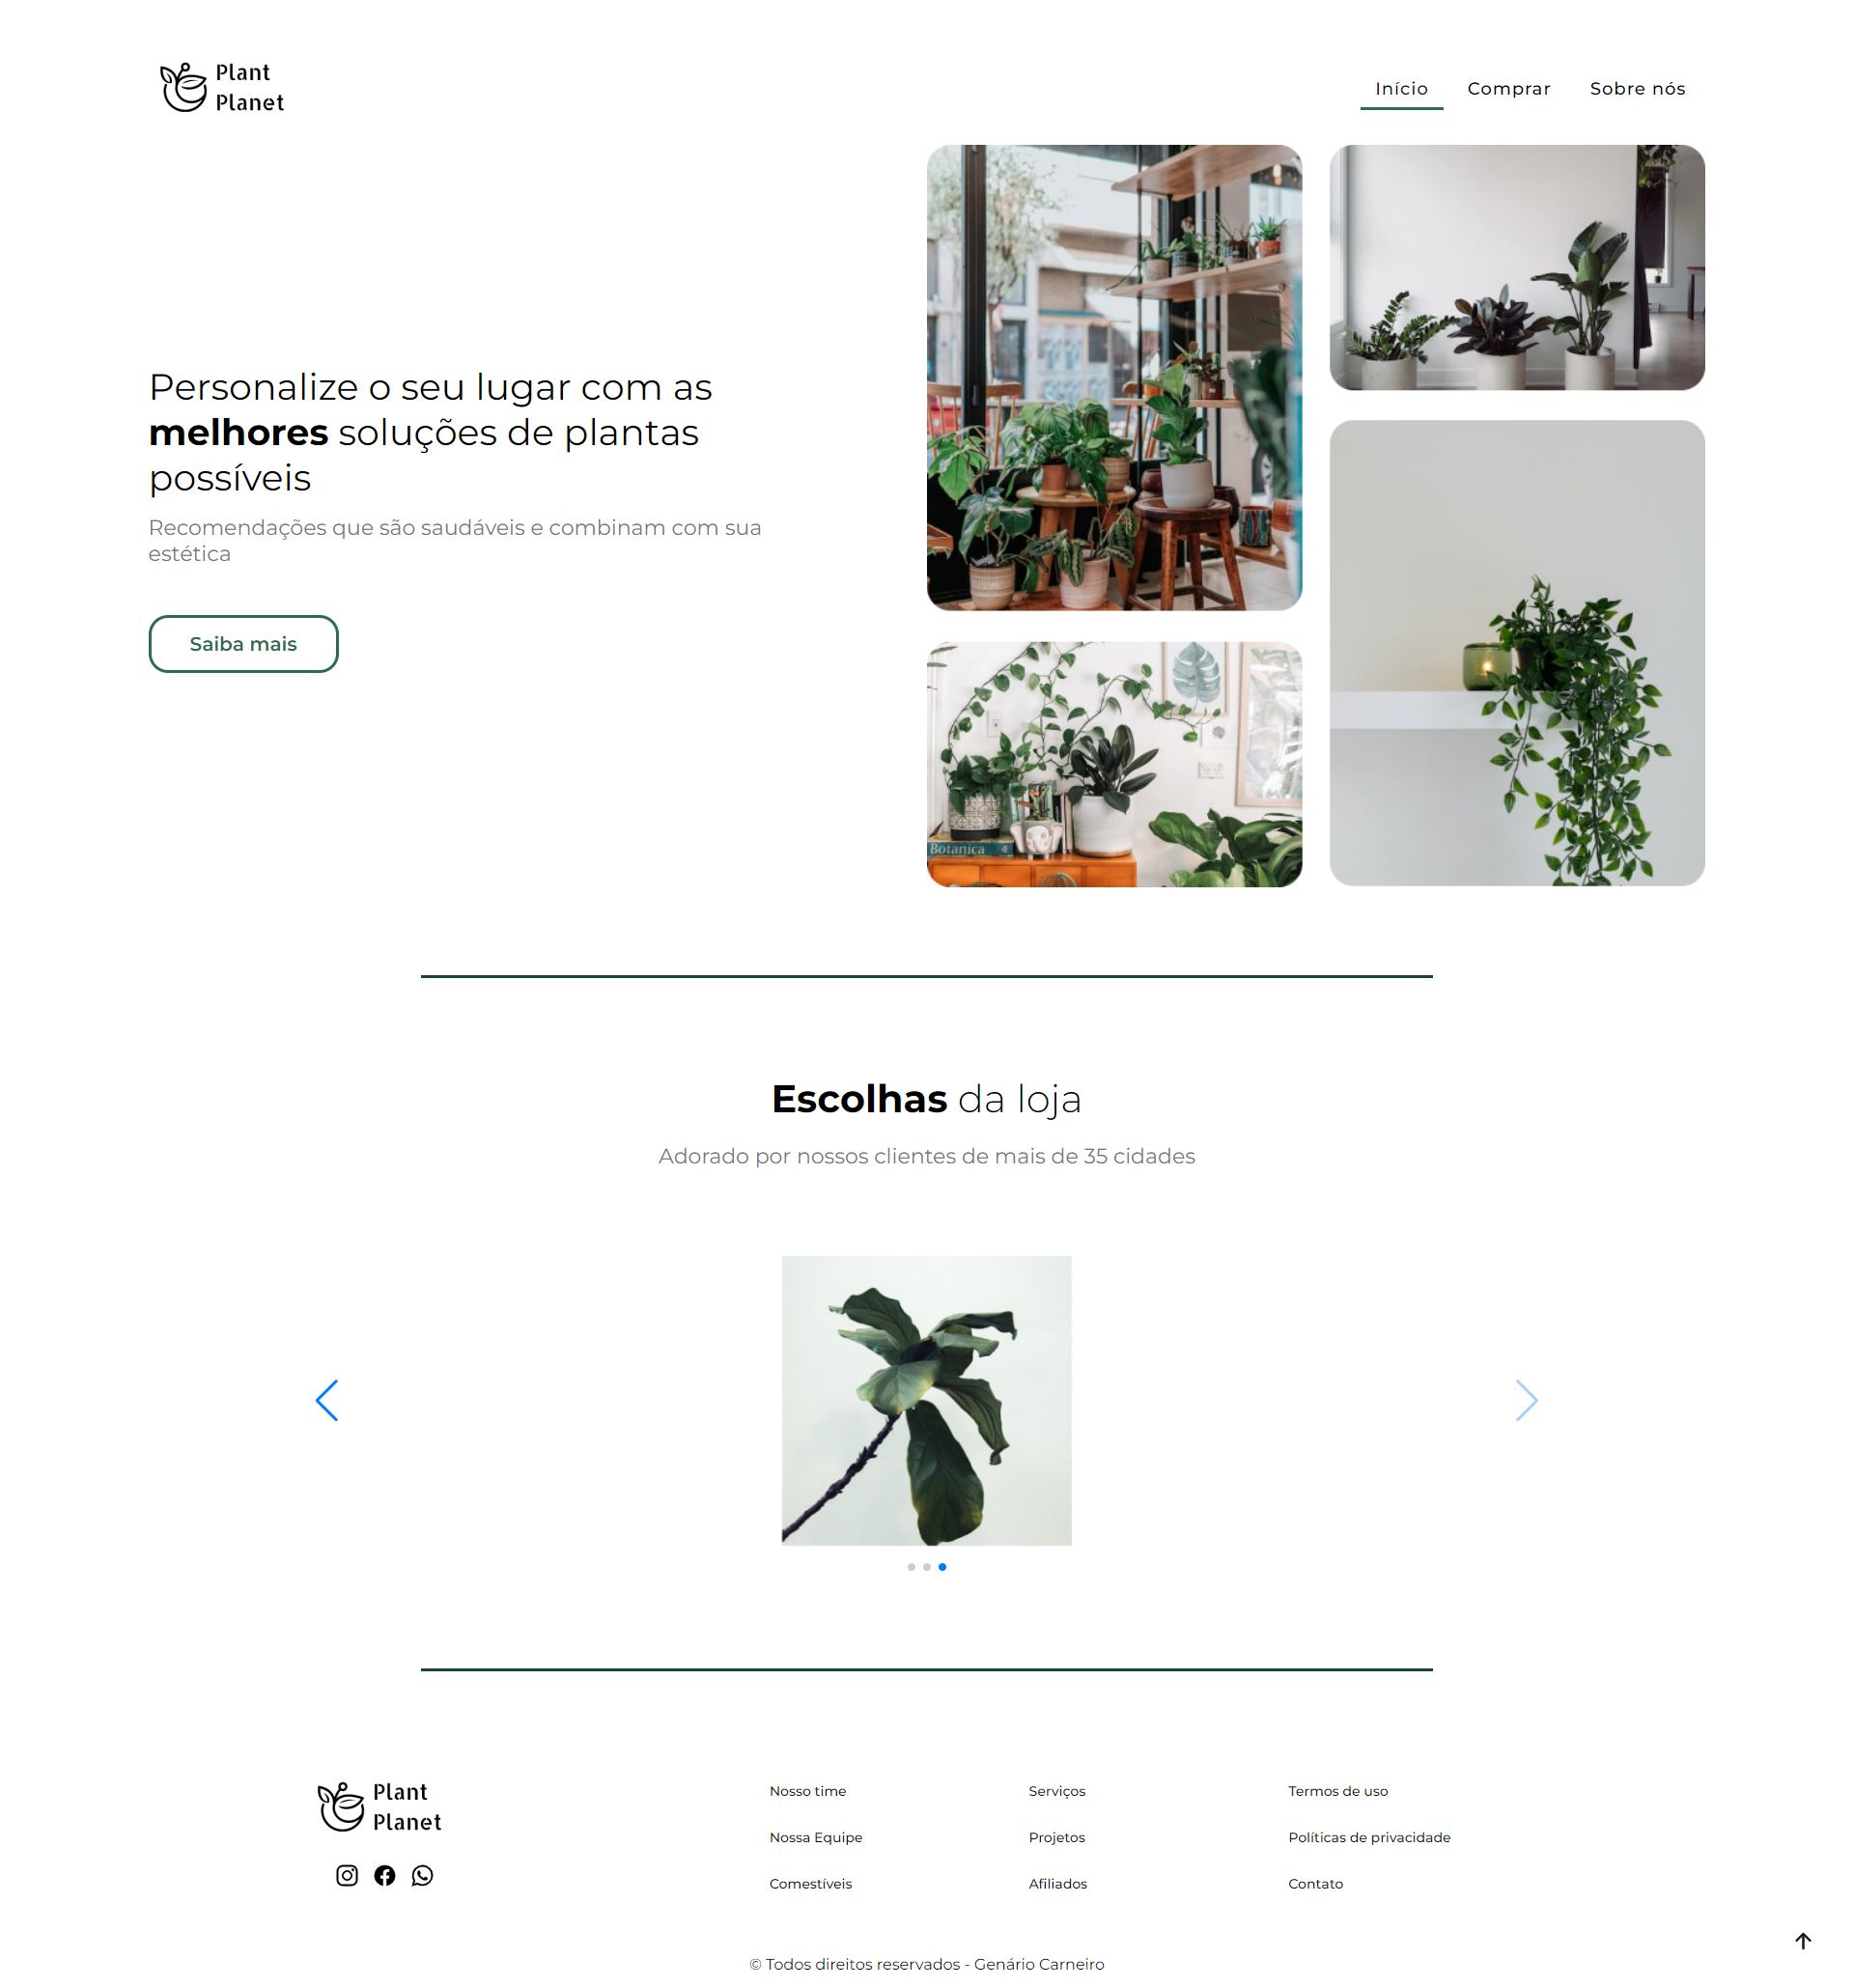 Plant
Planet
Início
Comprar
Sobre nós
Personalize o seu lugar com as
melhores soluções de plantas
possíveis
Recomendações que são saudáveis e combinam com sua
estética
Saiba mais
Botanica 4
Escolhas da loja
Adorado por nossos clientes de mais de 35 cidades
Plant
Planet
Nosso time
Nossa Equipe
Comestíveis
Serviços
Projetos
Afiliados
Termos de uso
Políticas de privacidade
Contato
© Todos direitos reservados - Genário Carneiro